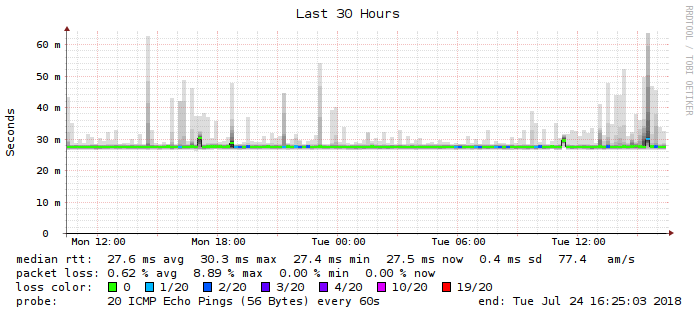 Last 30 Hours
RRDTOOL / TOBI OETIKER
Seconds
60 m
50 m
40 m
30 m
20 m
10 m
0
Mon 12:00 Mon 18:00 Tue 00:00 Tue 06:00 Tue 12:00
median rtt: 27.6 ms avg 30.3 ms max 27.4 ms min 27.5 ms now 0.4 ms sd 77.4 am/s
packet loss: 0.62 % avg 8.89 % max 0.00 % min 0.00 % now
loss color: 0 1/20 2/20 3/20 4/20 10/20 19/20
probe: 20 ICMP Echo Pings (56 Bytes) every 60s end: Tue Jul 24 16:25:03 2018